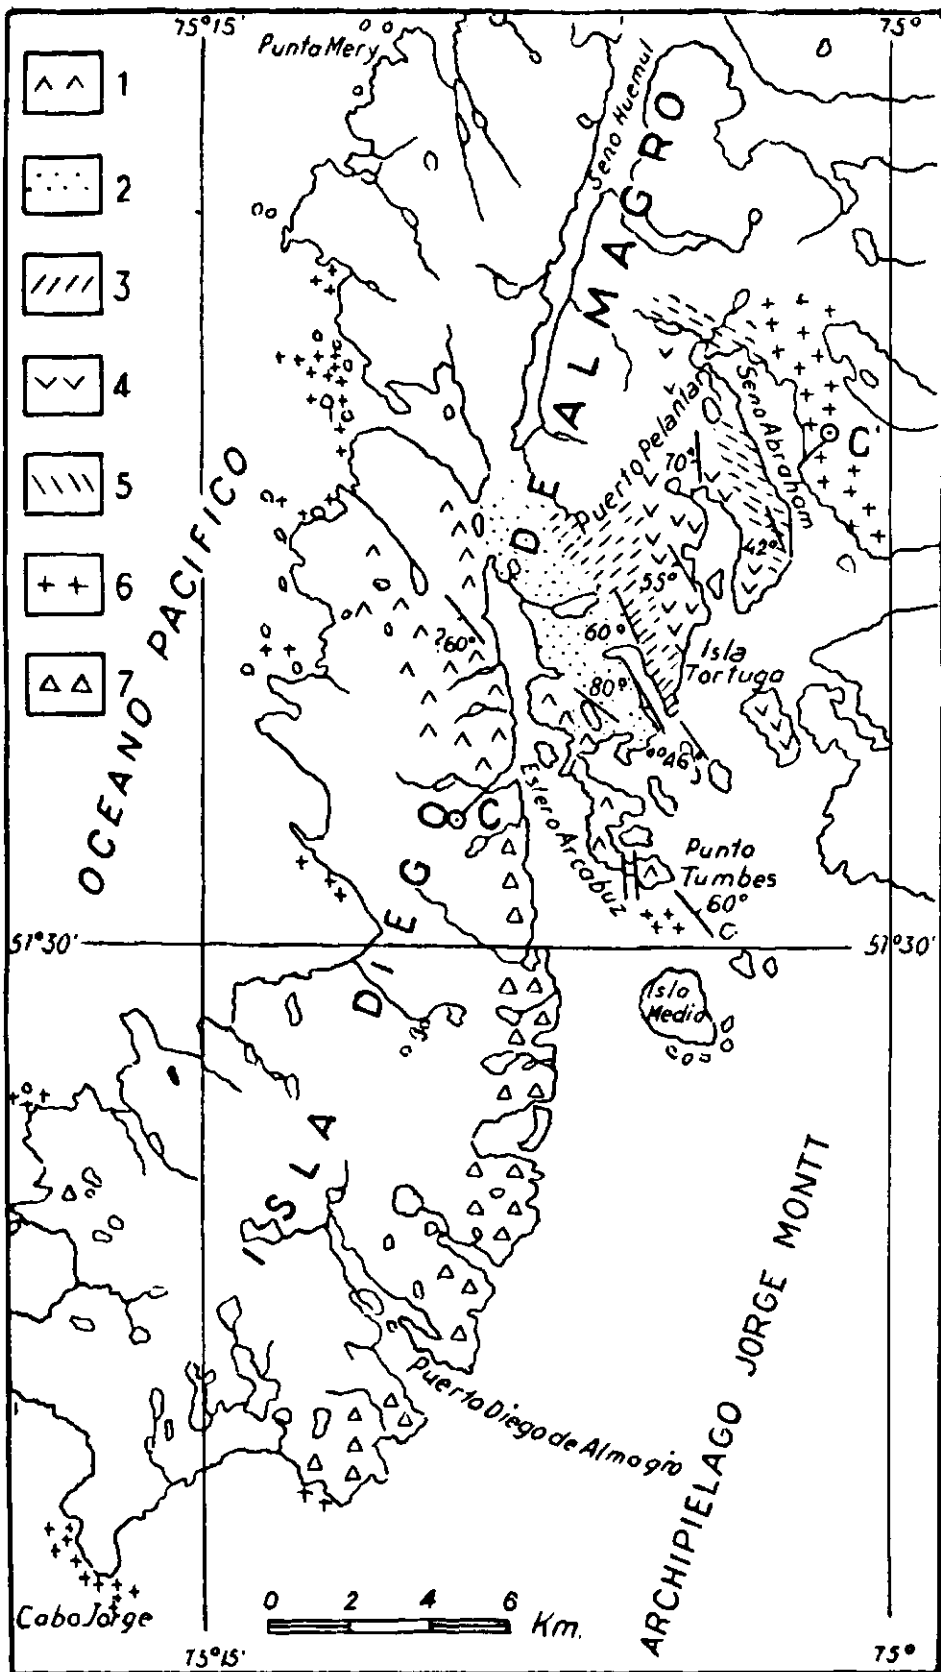 75°15'
75°
Punta Mery
1
2
3
4
5
6
7
Seno Huemul
ISLA DIEGO DE ALMAGRO
OCEANO PACIFICO
Puerto Pelantar
Seno Abraham
70°
C'
42°
55°
?60°
60°
Isla
Tortuga
80°
46°
C
Estero Arcabuz
Punta
Tumbes
60°
51°30'
51°30'
Isla
Medio
ARCHIPIELAGO JORGE MONTT
Puerto Diego de Almagro
0 2 4 6
Km.
Cabo Jorge
75°15'
75°